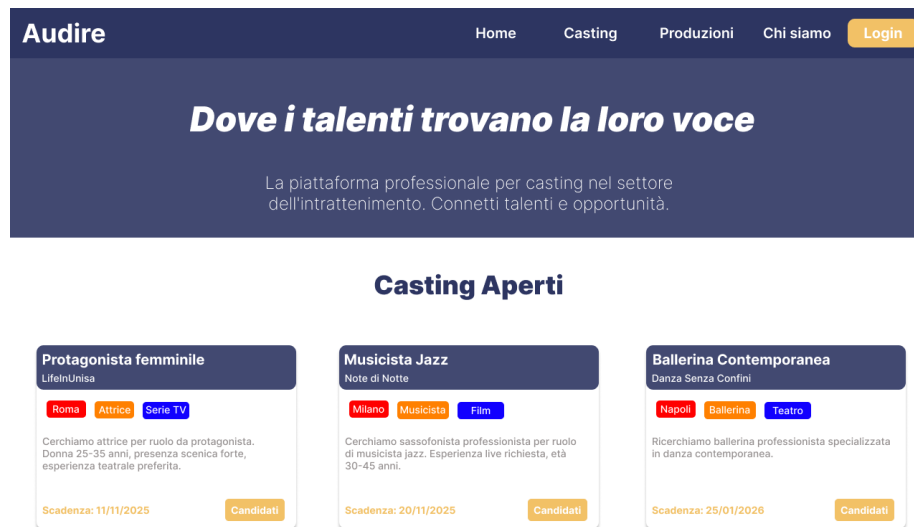 Audire
Home Casting Produzioni Chi siamo Login
Dove i talenti trovano la loro voce
La piattaforma professionale per casting nel settore
dell'intrattenimento. Connetti talenti e opportunità.
Casting Aperti
Protagonista femminile
LifeInUnisa
Roma Attrice Serie TV
Cerchiamo attrice per ruolo da protagonista.
Donna 25-35 anni, presenza scenica forte,
esperienza teatrale preferita.
Scadenza: 11/11/2025 Candidati
Musicista Jazz
Note di Notte
Milano Musicista Film
Cerchiamo sassofonista professionista per ruolo
di musicista jazz. Esperienza live richiesta, età
30-45 anni.
Scadenza: 20/11/2025 Candidati
Ballerina Contemporanea
Danza Senza Confini
Napoli Ballerina Teatro
Ricerchiamo ballerina professionista specializzata
in danza contemporanea.
Scadenza: 25/01/2026 Candidati